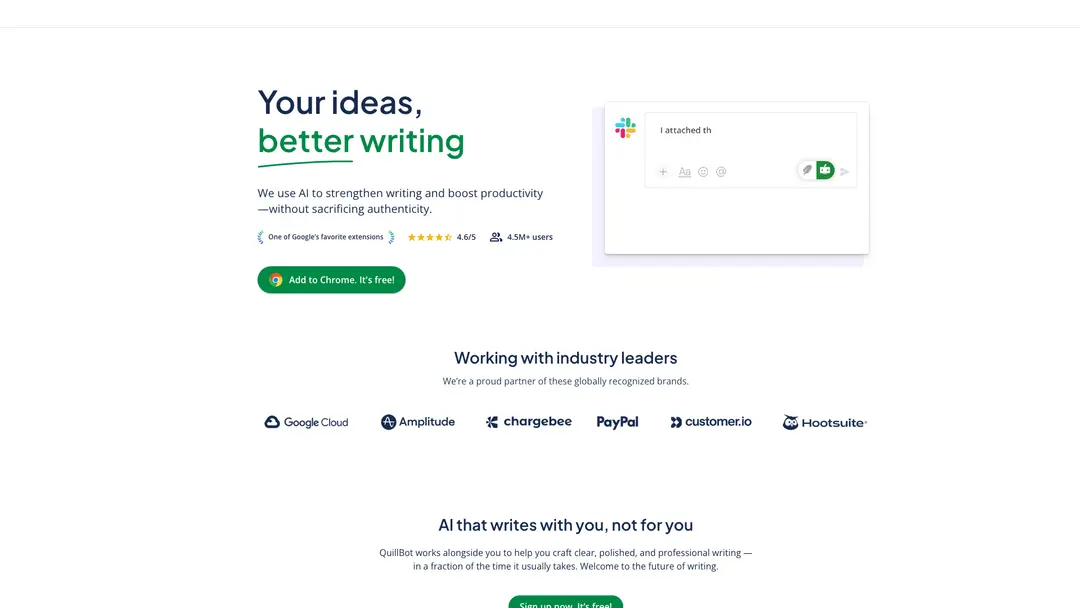 Your ideas,
better writing
We use AI to strengthen writing and boost productivity
—without sacrificing authenticity.
One of Google's favorite extensions
4.6/5
4.5M+ users
Add to Chrome. It's free!
I attached th
Aa
Working with industry leaders
We're a proud partner of these globally recognized brands.
Google Cloud
Amplitude
chargebee
PayPal
customer.io
Hootsuite
AI that writes with you, not for you
QuillBot works alongside you to help you craft clear, polished, and professional writing —
in a fraction of the time it usually takes. Welcome to the future of writing.
Sign up now. It's free!